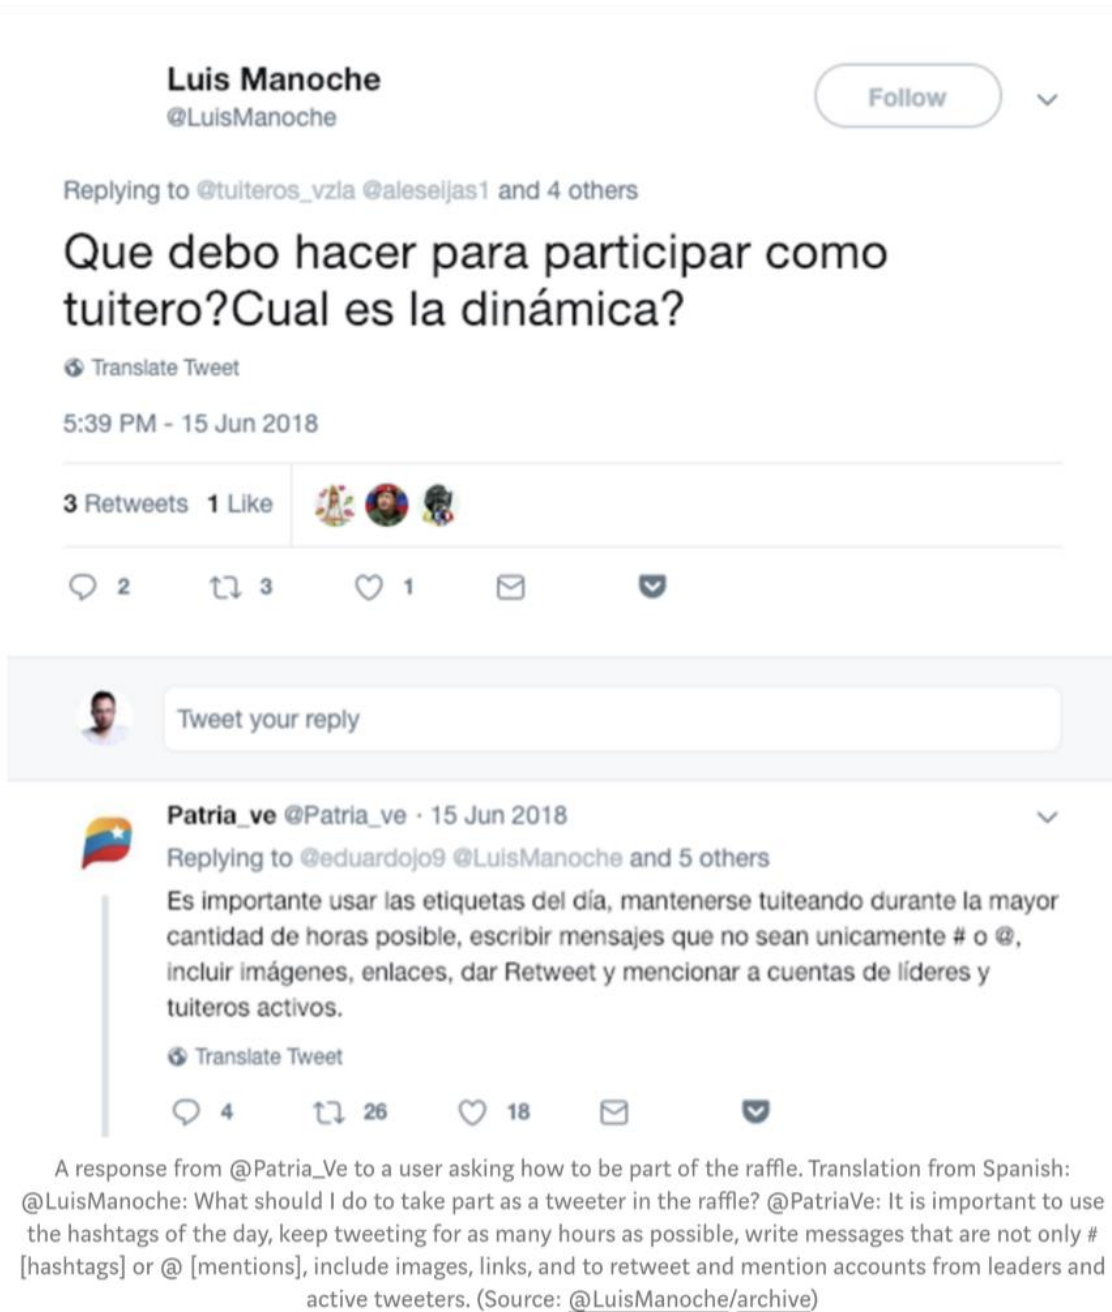 Luis Manoche
@LuisManoche
Follow
Replying to @tuiteros_vzla @aleseijas1 and 4 others
Que debo hacer para participar como
tuitero?Cual es la dinámica?
Translate Tweet
5:39 PM - 15 Jun 2018
3 Retweets 1 Like
2 3 1
Tweet your reply
Patria_ve @Patria_ve · 15 Jun 2018
Replying to @eduardojo9 @LuisManoche and 5 others
Es importante usar las etiquetas del día, mantenerse tuiteando durante la mayor
cantidad de horas posible, escribir mensajes que no sean unicamente # o @,
incluir imágenes, enlaces, dar Retweet y mencionar a cuentas de líderes y
tuiteros activos.
Translate Tweet
4 26 18
A response from @Patria_Ve to a user asking how to be part of the raffle. Translation from Spanish:
@LuisManoche: What should I do to take part as a tweeter in the raffle? @PatriaVe: It is important to use
the hashtags of the day, keep tweeting for as many hours as possible, write messages that are not only #
[hashtags] or @ [mentions], include images, links, and to retweet and mention accounts from leaders and
active tweeters. (Source: @LuisManoche/archive)